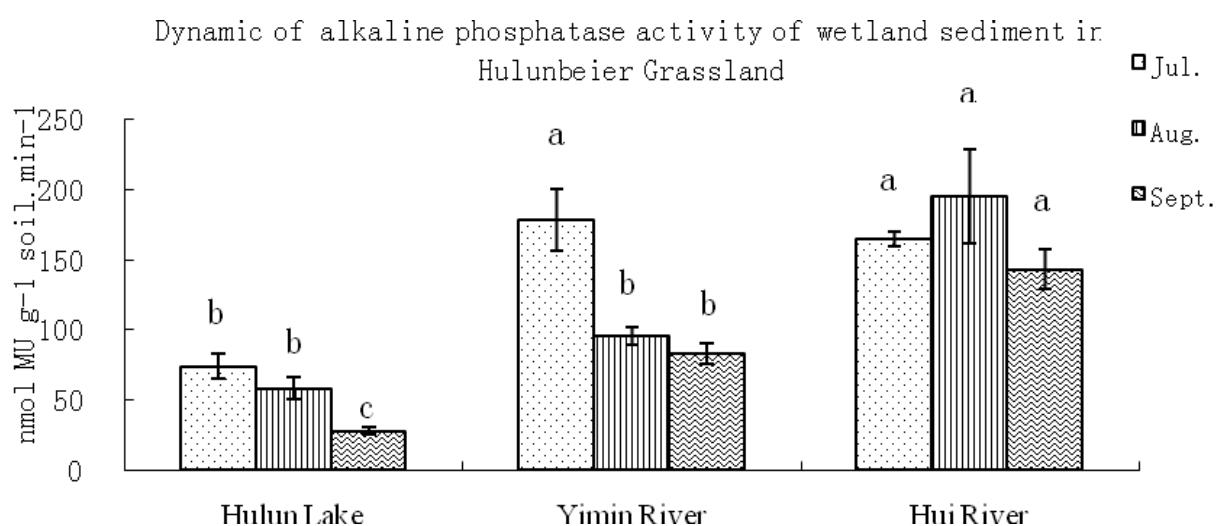 Dynamic of alkaline phosphatase activity of wetland sediment in
Hulunbeier Grassland
Jul.
Aug.
Sept.
nmol MU g-1 soil.min-1
250
200
150
100
50
0
b
b
c
a
b
b
a
a
a
Hulun Lake
Yimin River
Hui River